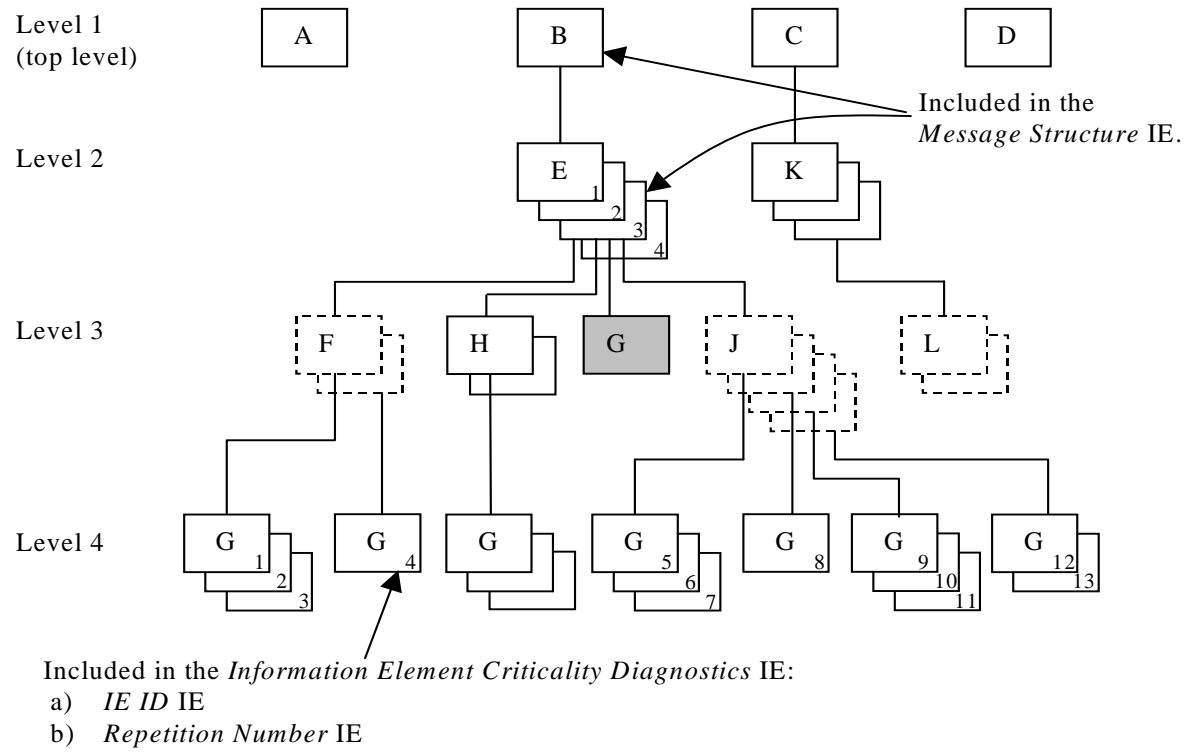 Level 1
(top level)
A
B
C
D
Included in the
Message Structure IE.
Level 2
E
1
2
3
4
K
Level 3
F
H
G
J
L
Level 4
G
1
2
3
G
4
G
G
5
6
7
G
8
G
9
10
11
G
12
13
Included in the Information Element Criticality Diagnostics IE:
a) IE ID IE
b) Repetition Number IE